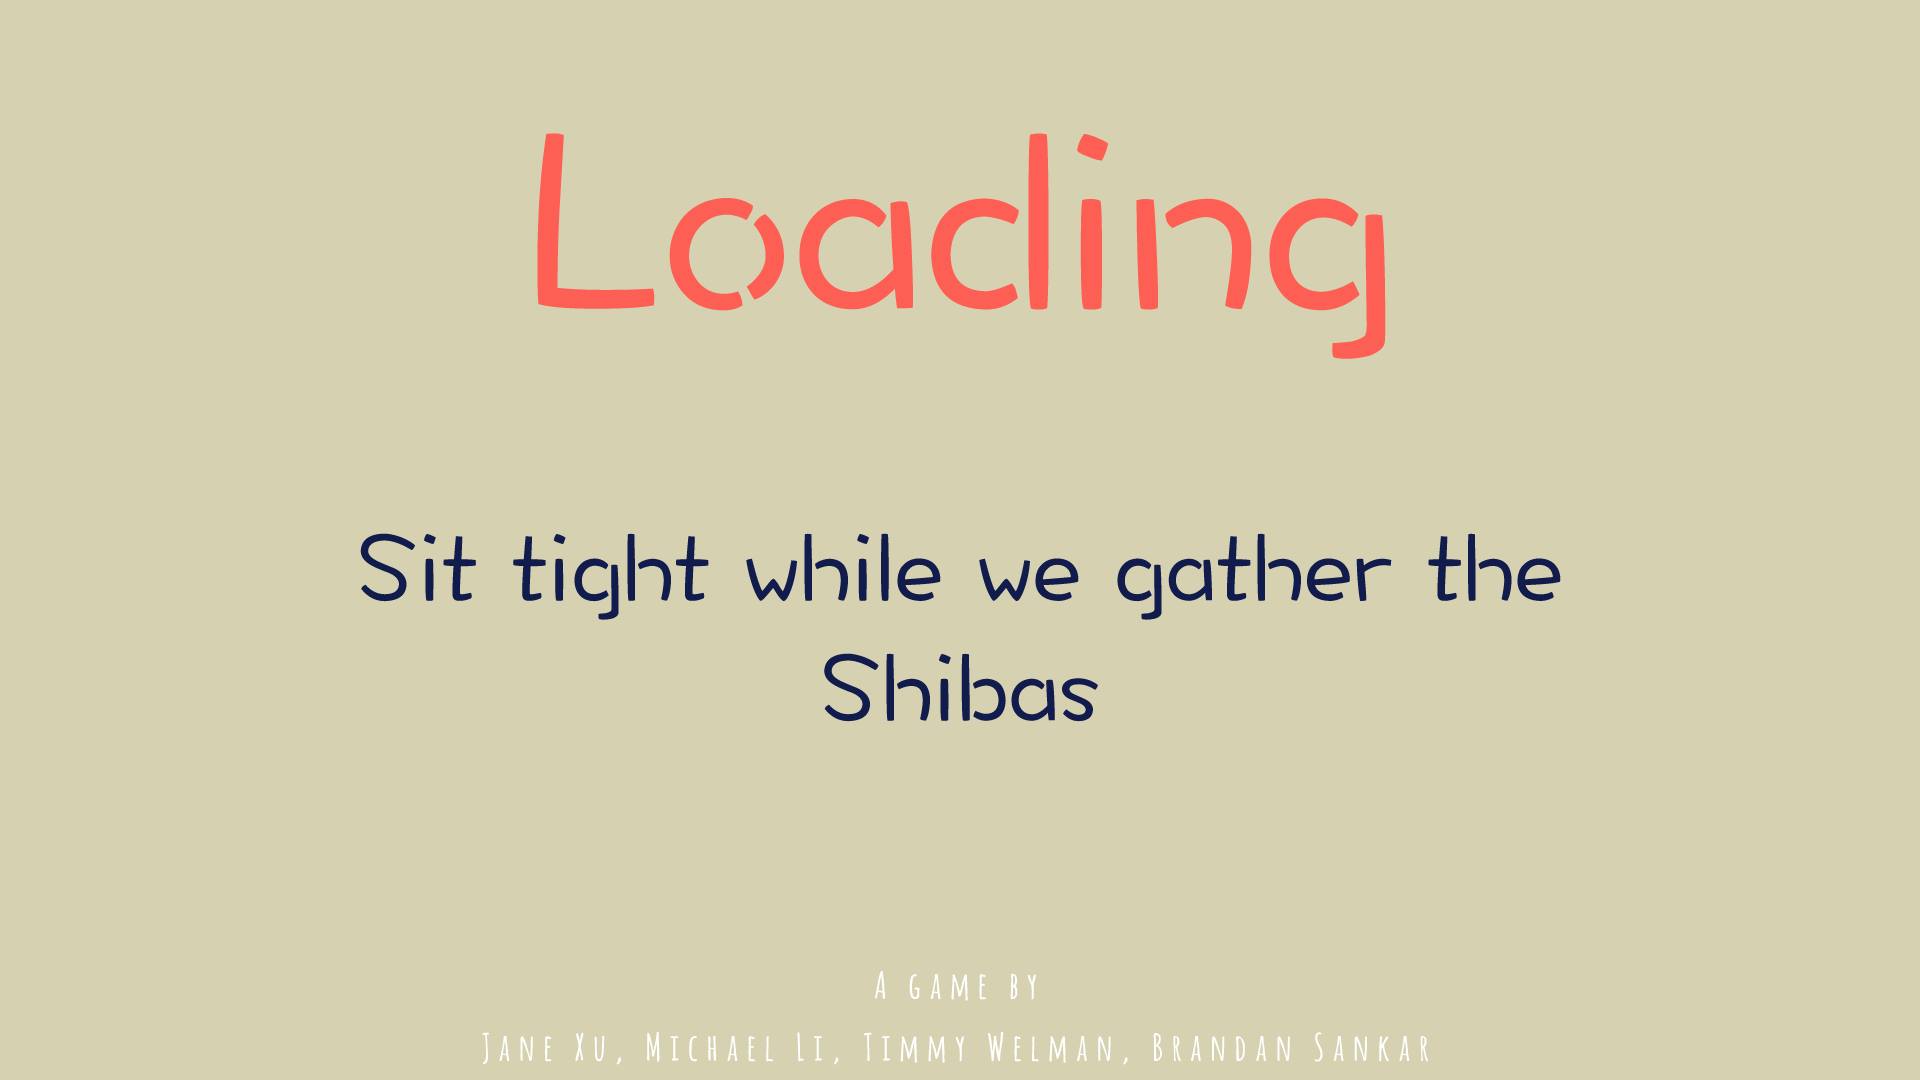 Loading
Sit tight while we gather the
Shibas
A game by
Jane Xu, Michael Li, Timmy Welman, Brandan Sankar